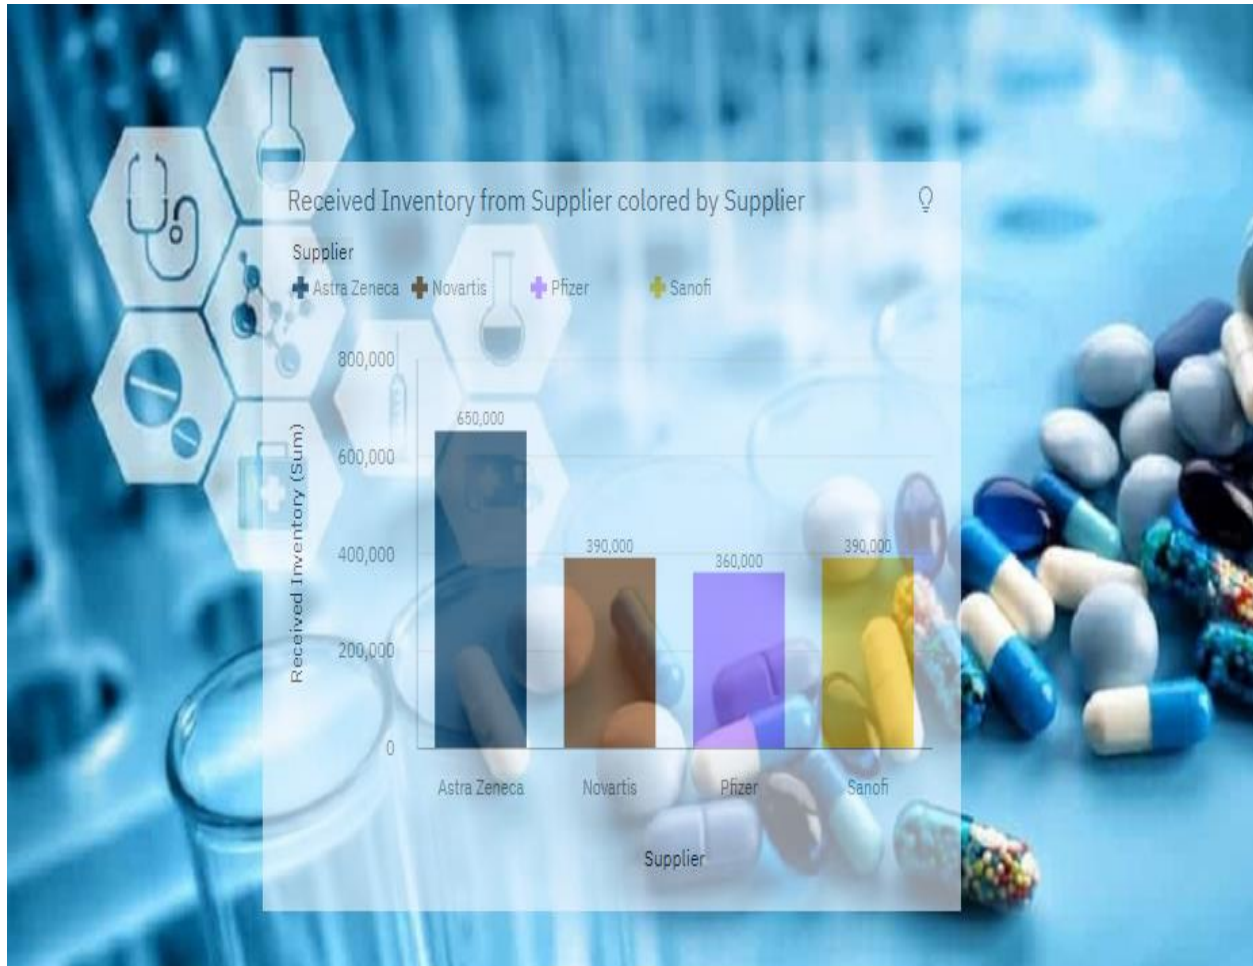 Received Inventory from Supplier colored by Supplier
Supplier
Astra Zeneca Novartis Pfizer Sanofi
800,000
650,000
600,000
400,000
390,000 360,000 390,000
200,000
0
Received Inventory (Sum)
Astra Zeneca Novartis Pfizer Sanofi
Supplier